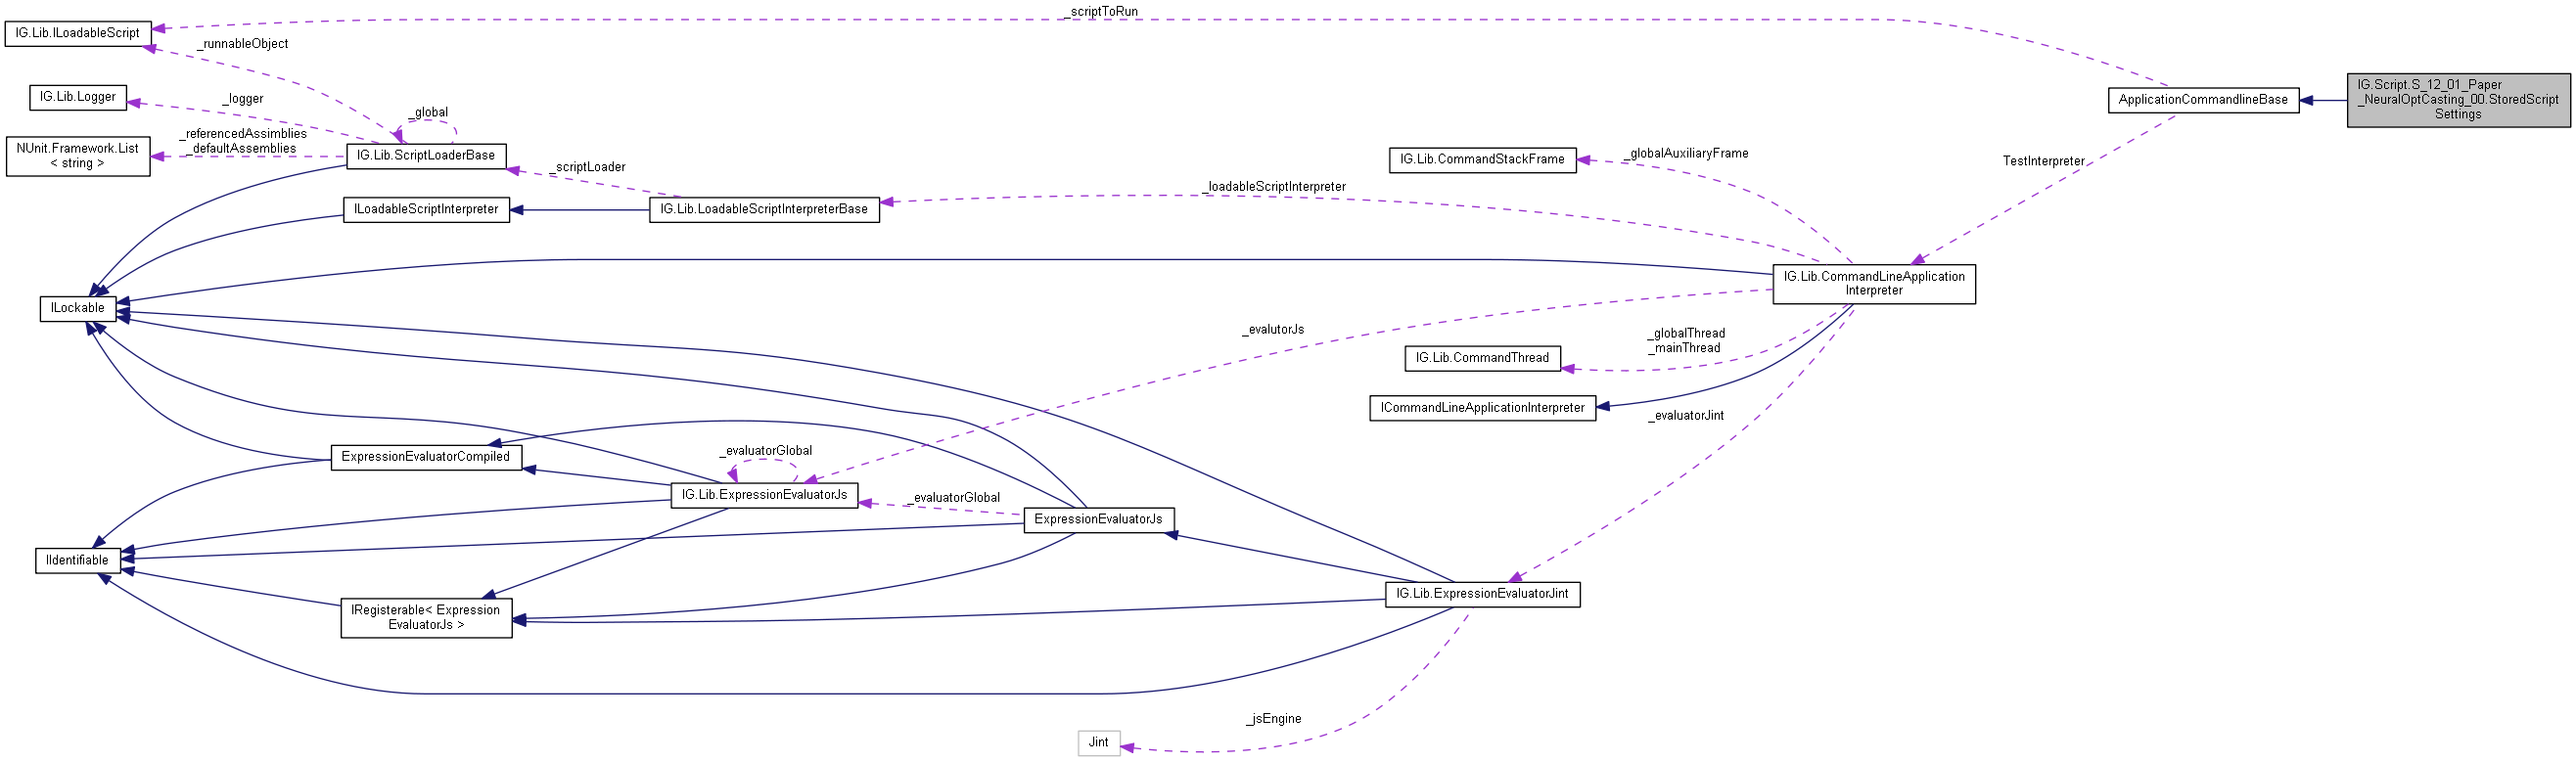 _scriptToRun
IG.Lib.ILoadableScript
_runnableObject
IG.Script.S_12_01_Paper
_NeuralOptCasting_00.StoredScript
Settings
ApplicationCommandlineBase
IG.Lib.Logger
_logger
_global
_referencedAssimblies
_defaultAssemblies
NUnit.Framework.List
< string >
IG.Lib.ScriptLoaderBase
_scriptLoader
IG.Lib.CommandStackFrame
_globalAuxiliaryFrame
TestInterpreter
_loadableScriptInterpreter
ILoadableScriptInterpreter
IG.Lib.LoadableScriptInterpreterBase
IG.Lib.CommandLineApplication
Interpreter
ILockable
_evalutorJs
_globalThread
_mainThread
IG.Lib.CommandThread
ICommandLineApplicationInterpreter
_evaluatorJint
ExpressionEvaluatorCompiled
_evaluatorGlobal
IG.Lib.ExpressionEvaluatorJs
_evaluatorGlobal
ExpressionEvaluatorJs
IIdentifiable
IRegisterable< Expression
EvaluatorJs >
IG.Lib.ExpressionEvaluatorJint
_jsEngine
Jint